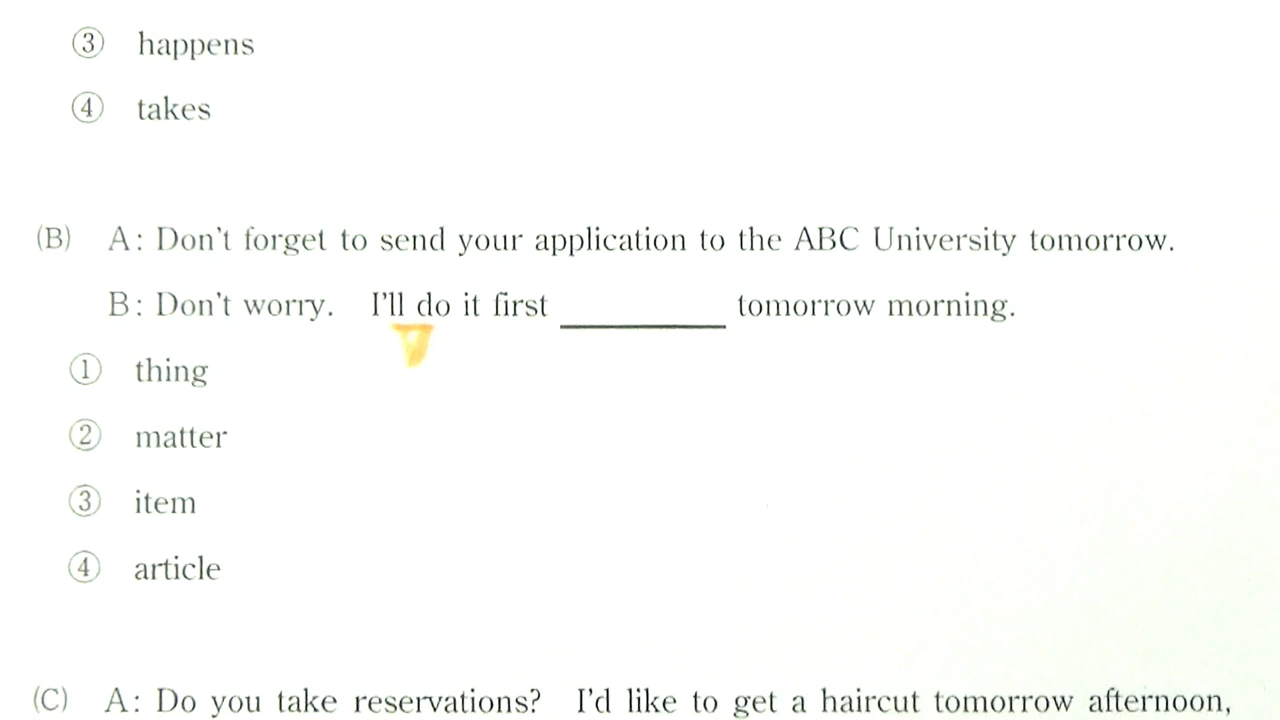 ③ happens
④ takes
(B) A: Don't forget to send your application to the ABC University tomorrow.
B: Don't worry. I'll do it first ________ tomorrow morning.
① thing
② matter
③ item
④ article
(C) A: Do you take reservations? I'd like to get a haircut tomorrow afternoon,